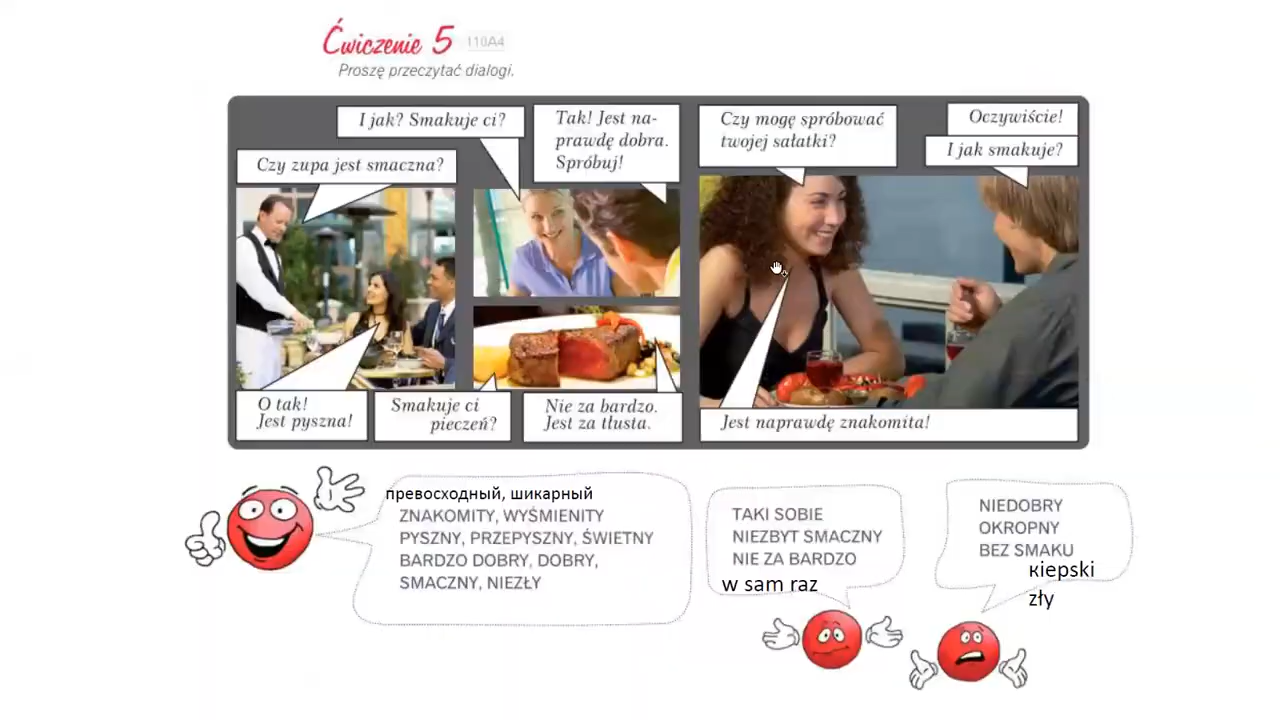 Ćwiczenie 5 110A4
Proszę przeczytać dialogi.
Czy zupa jest smaczna?
O tak!
Jest pyszna!
I jak? Smakuje ci?
Tak! Jest na-
prawdę dobra.
Spróbuj!
Smakuje ci
pieczeń?
Nie za bardzo.
Jest za tłusta.
Czy mogę spróbować
twojej sałatki?
Oczywiście!
I jak smakuje?
Jest naprawdę znakomita!
превосходный, шикарный
ZNAKOMITY, WYŚMIENITY
PYSZNY, PRZEPYSZNY, ŚWIETNY
BARDZO DOBRY, DOBRY,
SMACZNY, NIEZŁY
TAKI SOBIE
NIEZBYT SMACZNY
NIE ZA BARDZO
w sam raz
NIEDOBRY
OKROPNY
BEZ SMAKU
kiepski
zły